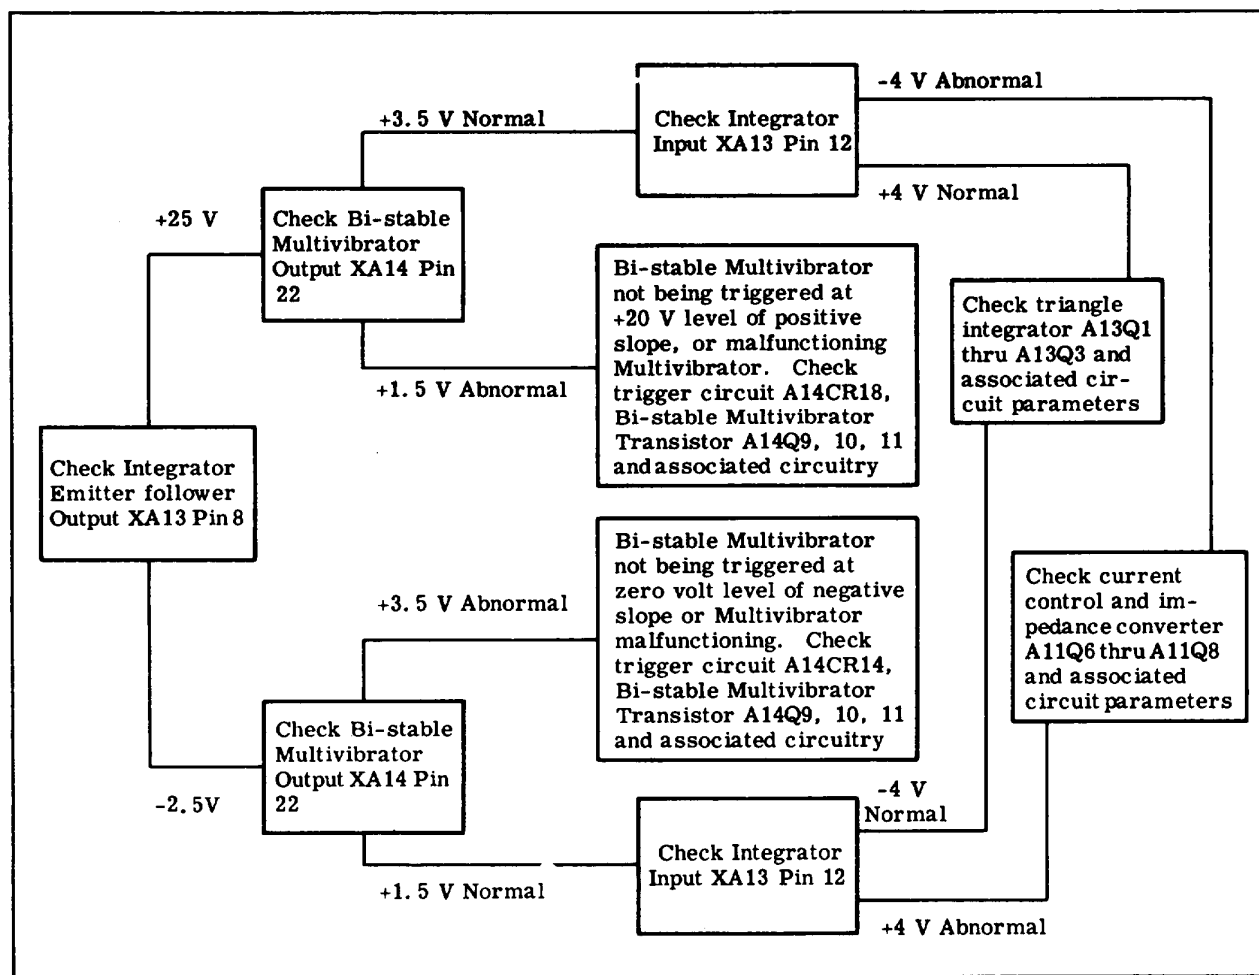 -4 V Abnormal
+3.5 V Normal
Check Integrator
Input XA13 Pin 12
+4 V Normal
+25 V
Check Bi-stable
Multivibrator
Output XA14 Pin
22
Bi-stable Multivibrator
not being triggered at
+20 V level of positive
slope, or malfunctioning
Multivibrator. Check
trigger circuit A14CR18,
Bi-stable Multivibrator
Transistor A14Q9, 10, 11
and associated circuitry
Check triangle
integrator A13Q1
thru A13Q3 and
associated cir-
cuit parameters
+1.5 V Abnormal
Check Integrator
Emitter follower
Output XA13 Pin 8
Bi-stable Multivibrator
not being triggered at
zero volt level of negative
slope or Multivibrator
malfunctioning. Check
trigger circuit A14CR14,
Bi-stable Multivibrator
Transistor A14Q9, 10, 11
and associated circuitry
Check current
control and im-
pedance converter
A11Q6 thru A11Q8
and associated
circuit parameters
+3.5 V Abnormal
Check Bi-stable
Multivibrator
Output XA14 Pin
22
-2.5V
-4 V
Normal
Check Integrator
Input XA13 Pin 12
+1.5 V Normal
+4 V Abnormal